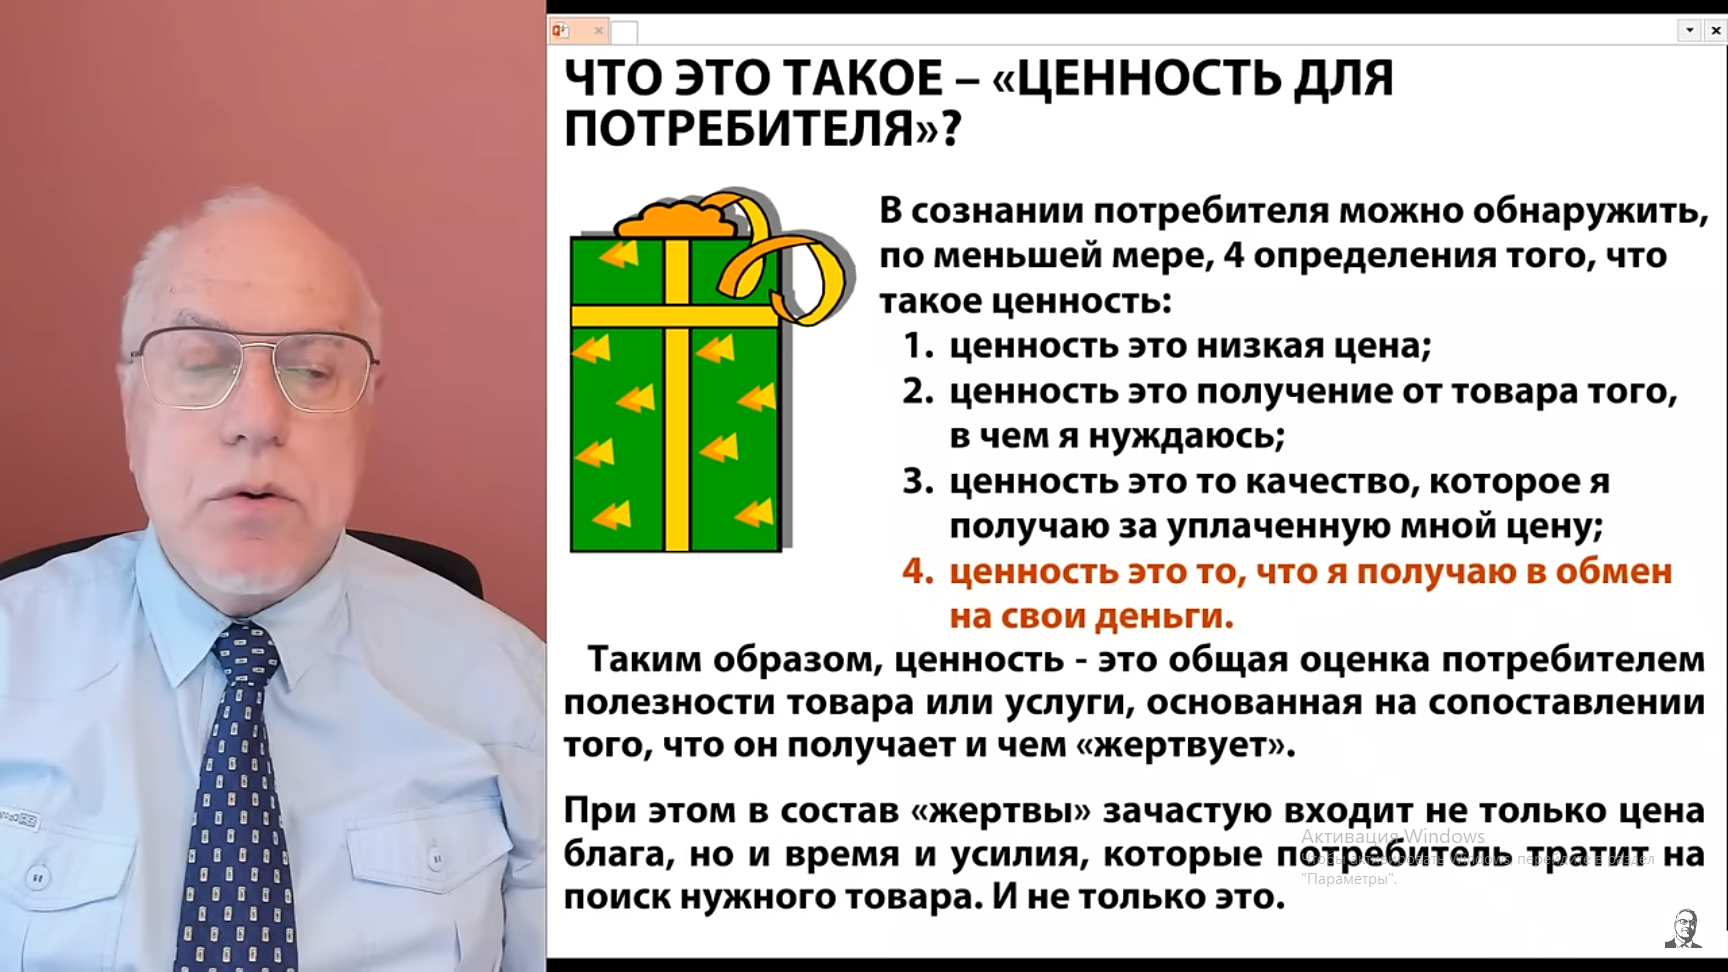 ЧТО ЭТО ТАКОЕ – «ЦЕННОСТЬ ДЛЯ
ПОТРЕБИТЕЛЯ»?
В сознании потребителя можно обнаружить,
по меньшей мере, 4 определения того, что
такое ценность:
1. ценность это низкая цена;
2. ценность это получение от товара того,
в чем я нуждаюсь;
3. ценность это то качество, которое я
получаю за уплаченную мной цену;
4. ценность это то, что я получаю в обмен
на свои деньги.
Таким образом, ценность - это общая оценка потребителем
полезности товара или услуги, основанная на сопоставлении
того, что он получает и чем «жертвует».
При этом в состав «жертвы» зачастую входит не только цена
блага, но и время и усилия, которые потребитель тратит на
поиск нужного товара. И не только это.
Активация Windows
Чтобы активировать Windows, перейдите в раздел
"Параметры".